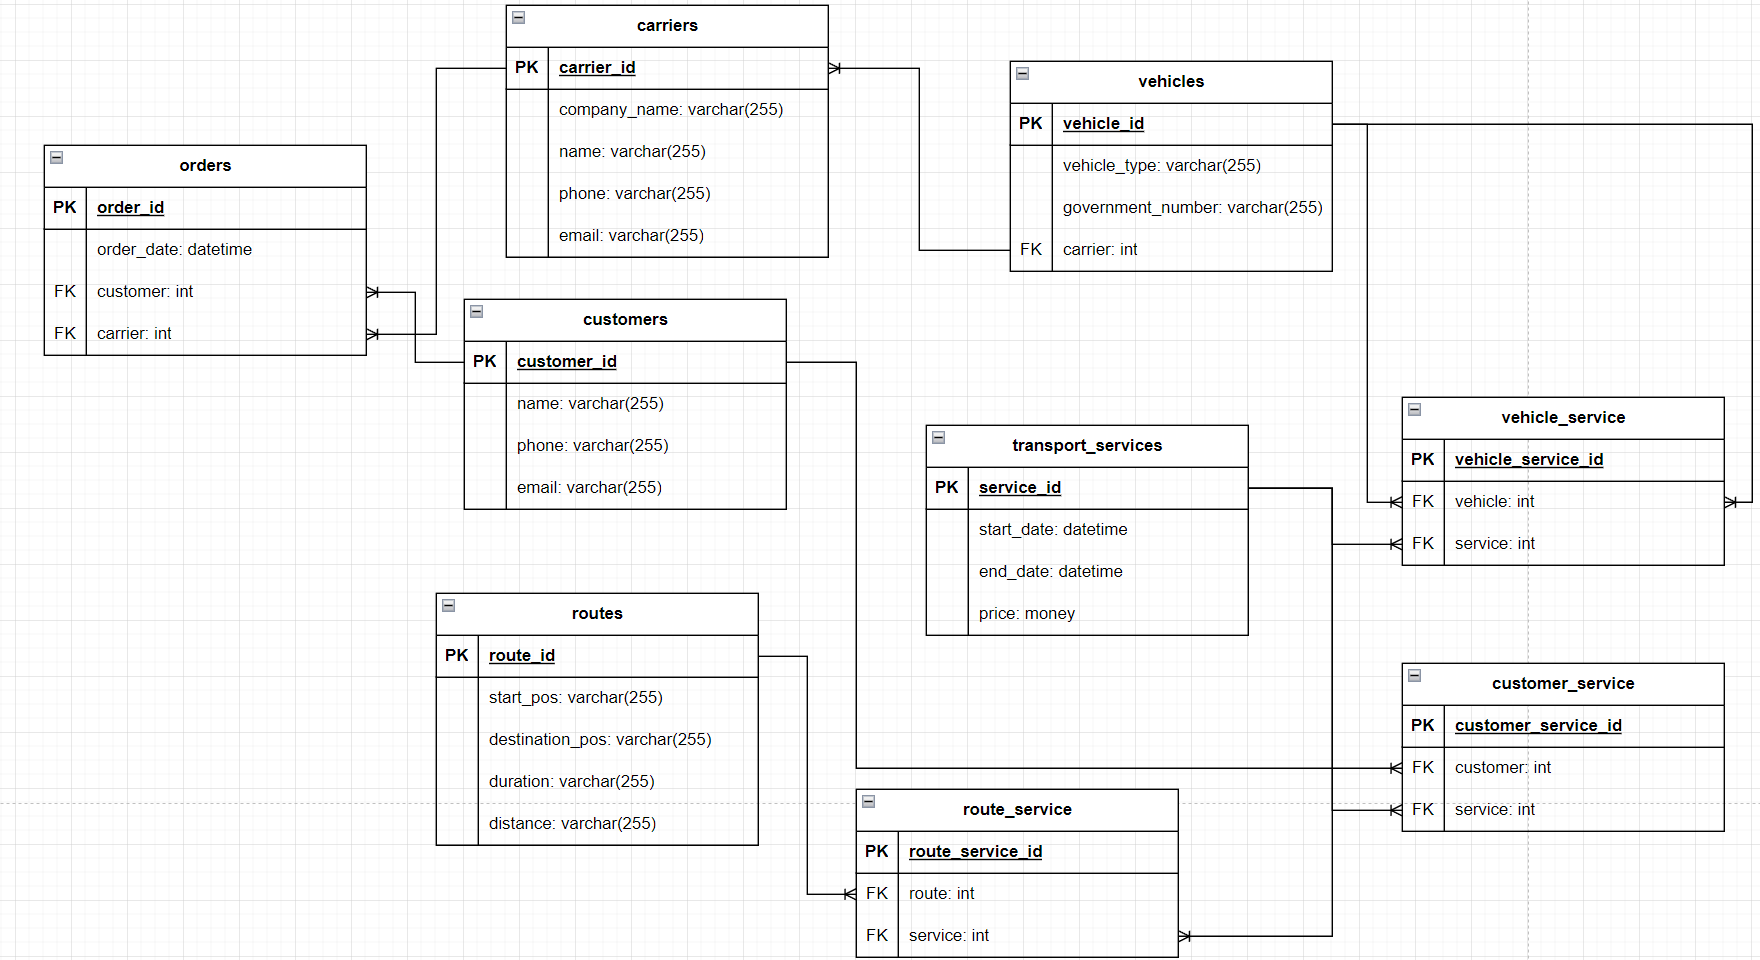 carriers
PK carrier_id
company_name: varchar(255)
name: varchar(255)
phone: varchar(255)
email: varchar(255)
vehicles
PK vehicle_id
vehicle_type: varchar(255)
government_number: varchar(255)
FK carrier: int
orders
PK order_id
order_date: datetime
FK customer: int
FK carrier: int
customers
PK customer_id
name: varchar(255)
phone: varchar(255)
email: varchar(255)
vehicle_service
PK vehicle_service_id
FK vehicle: int
FK service: int
transport_services
PK service_id
start_date: datetime
end_date: datetime
price: money
routes
PK route_id
start_pos: varchar(255)
destination_pos: varchar(255)
duration: varchar(255)
distance: varchar(255)
customer_service
PK customer_service_id
FK customer: int
FK service: int
route_service
PK route_service_id
FK route: int
FK service: int